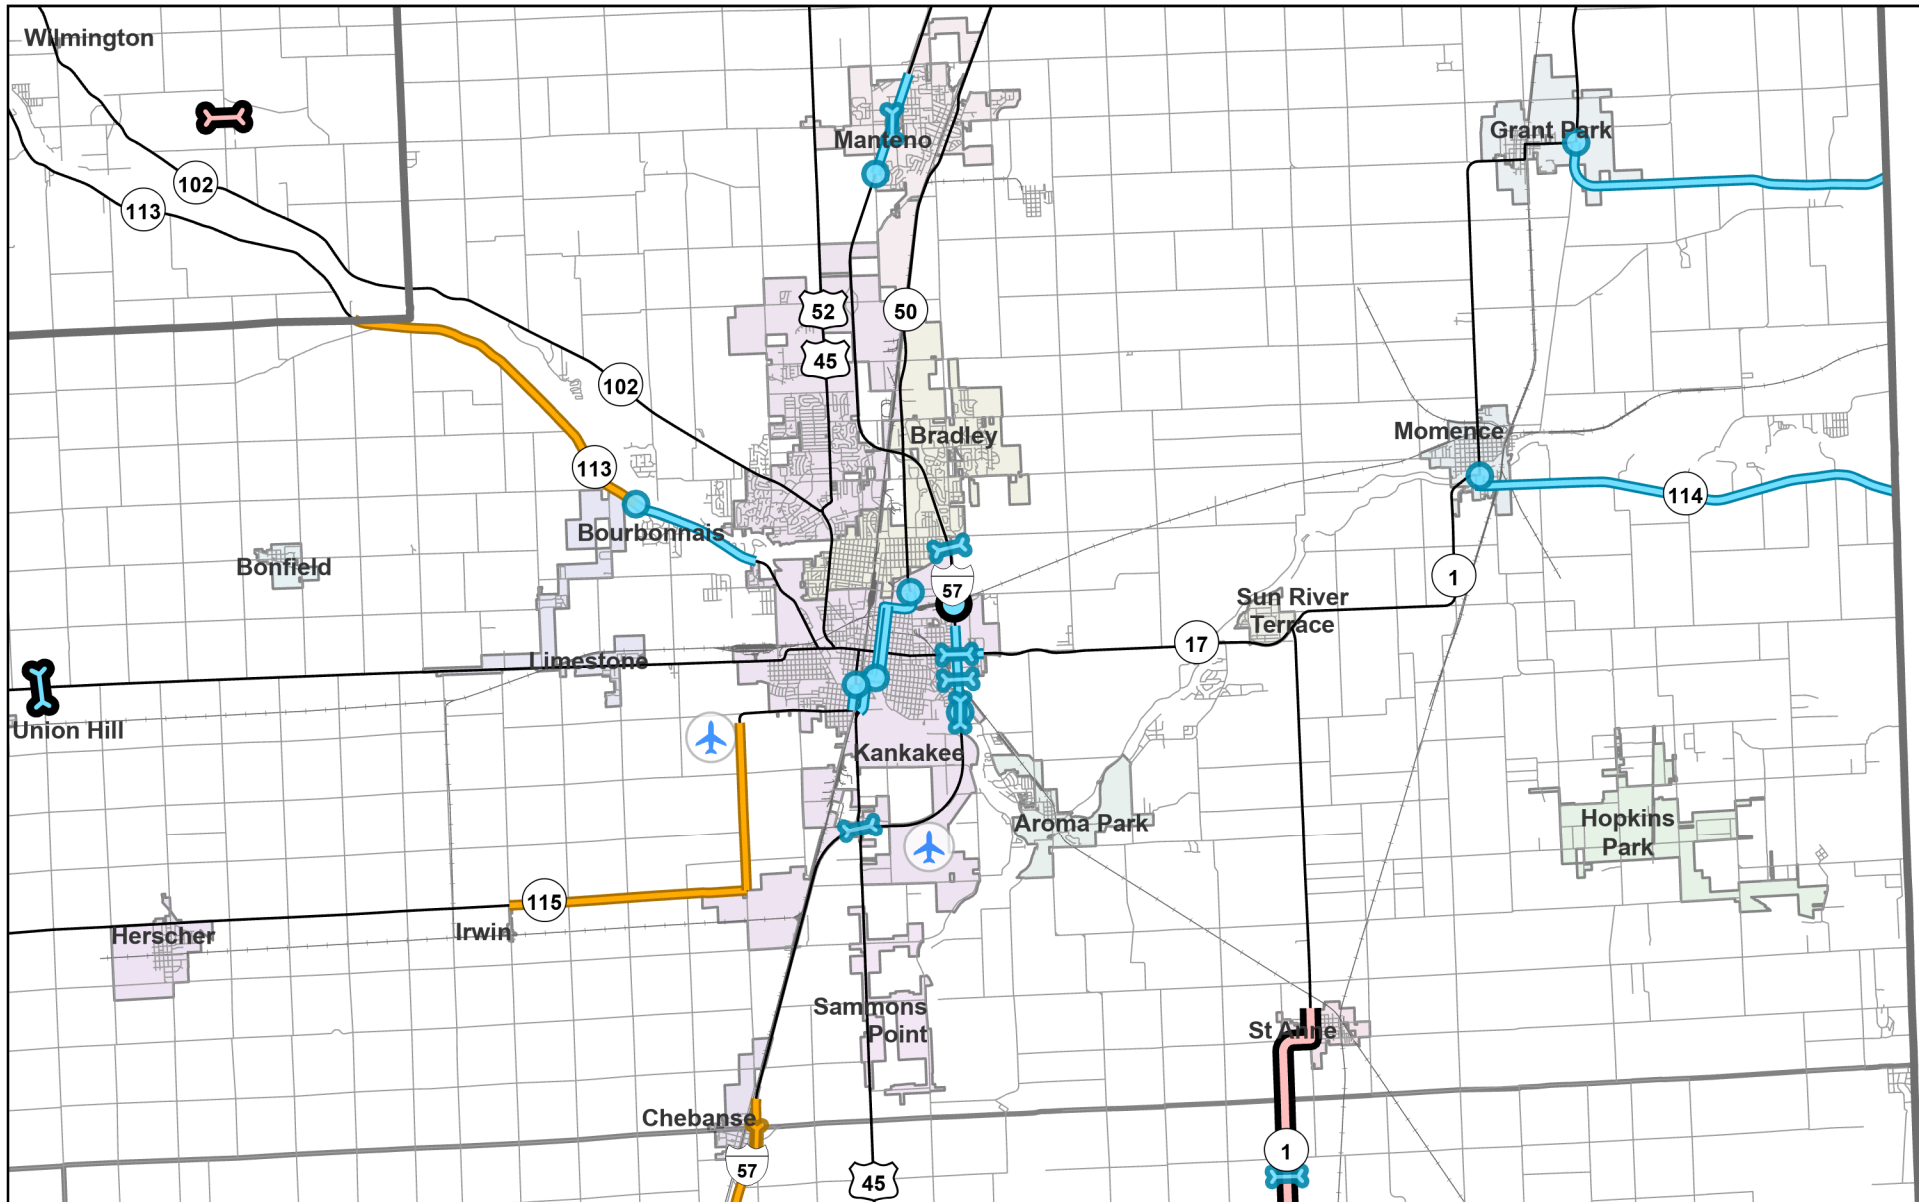 Wilmington
Grant Park
Manteno
102
113
52
50
45
102
Bradley
Momence
113
114
Bourbonnais
Bonfield
1
57
Sun River
Terrace
17
Limestone
Union Hill
Kankakee
Aroma Park
Hopkins
Park
115
Irwin
Herscher
Sammons
Point
St Anne
Chebanse
1
57
45